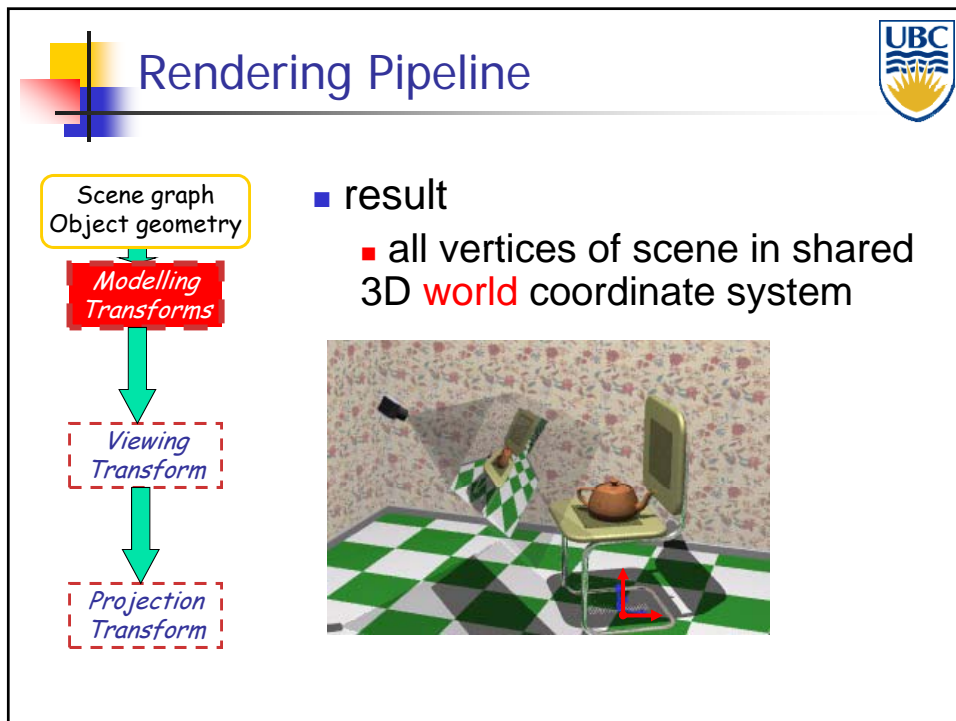 Rendering Pipeline
UBC
Scene graph
Object geometry
Modelling
Transforms
Viewing
Transform
Projection
Transform
result
all vertices of scene in shared
3D world coordinate system